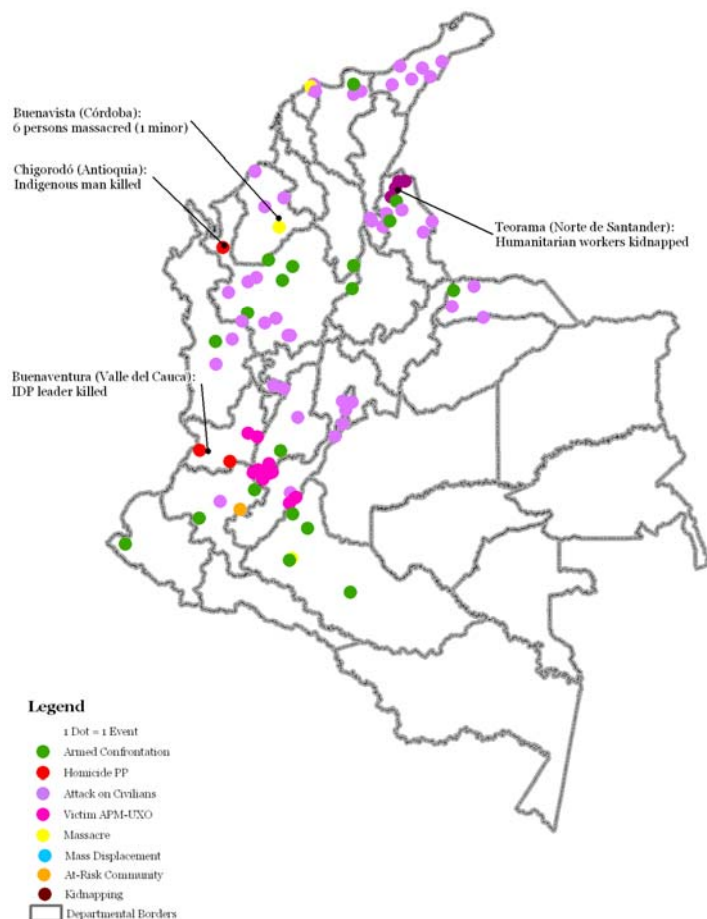 Buenavista (Córdoba):
6 persons massacred (1 minor)
Chigorodó (Antioquia):
Indigenous man killed
Teorama (Norte de Santander):
Humanitarian workers kidnapped
Buenaventura (Valle del Cauca):
IDP leader killed
Legend
1 Dot = 1 Event
Armed Confrontation
Homicide PP
Attack on Civilians
Victim APM-UXO
Massacre
Mass Displacement
At-Risk Community
Kidnapping
Departmental Borders